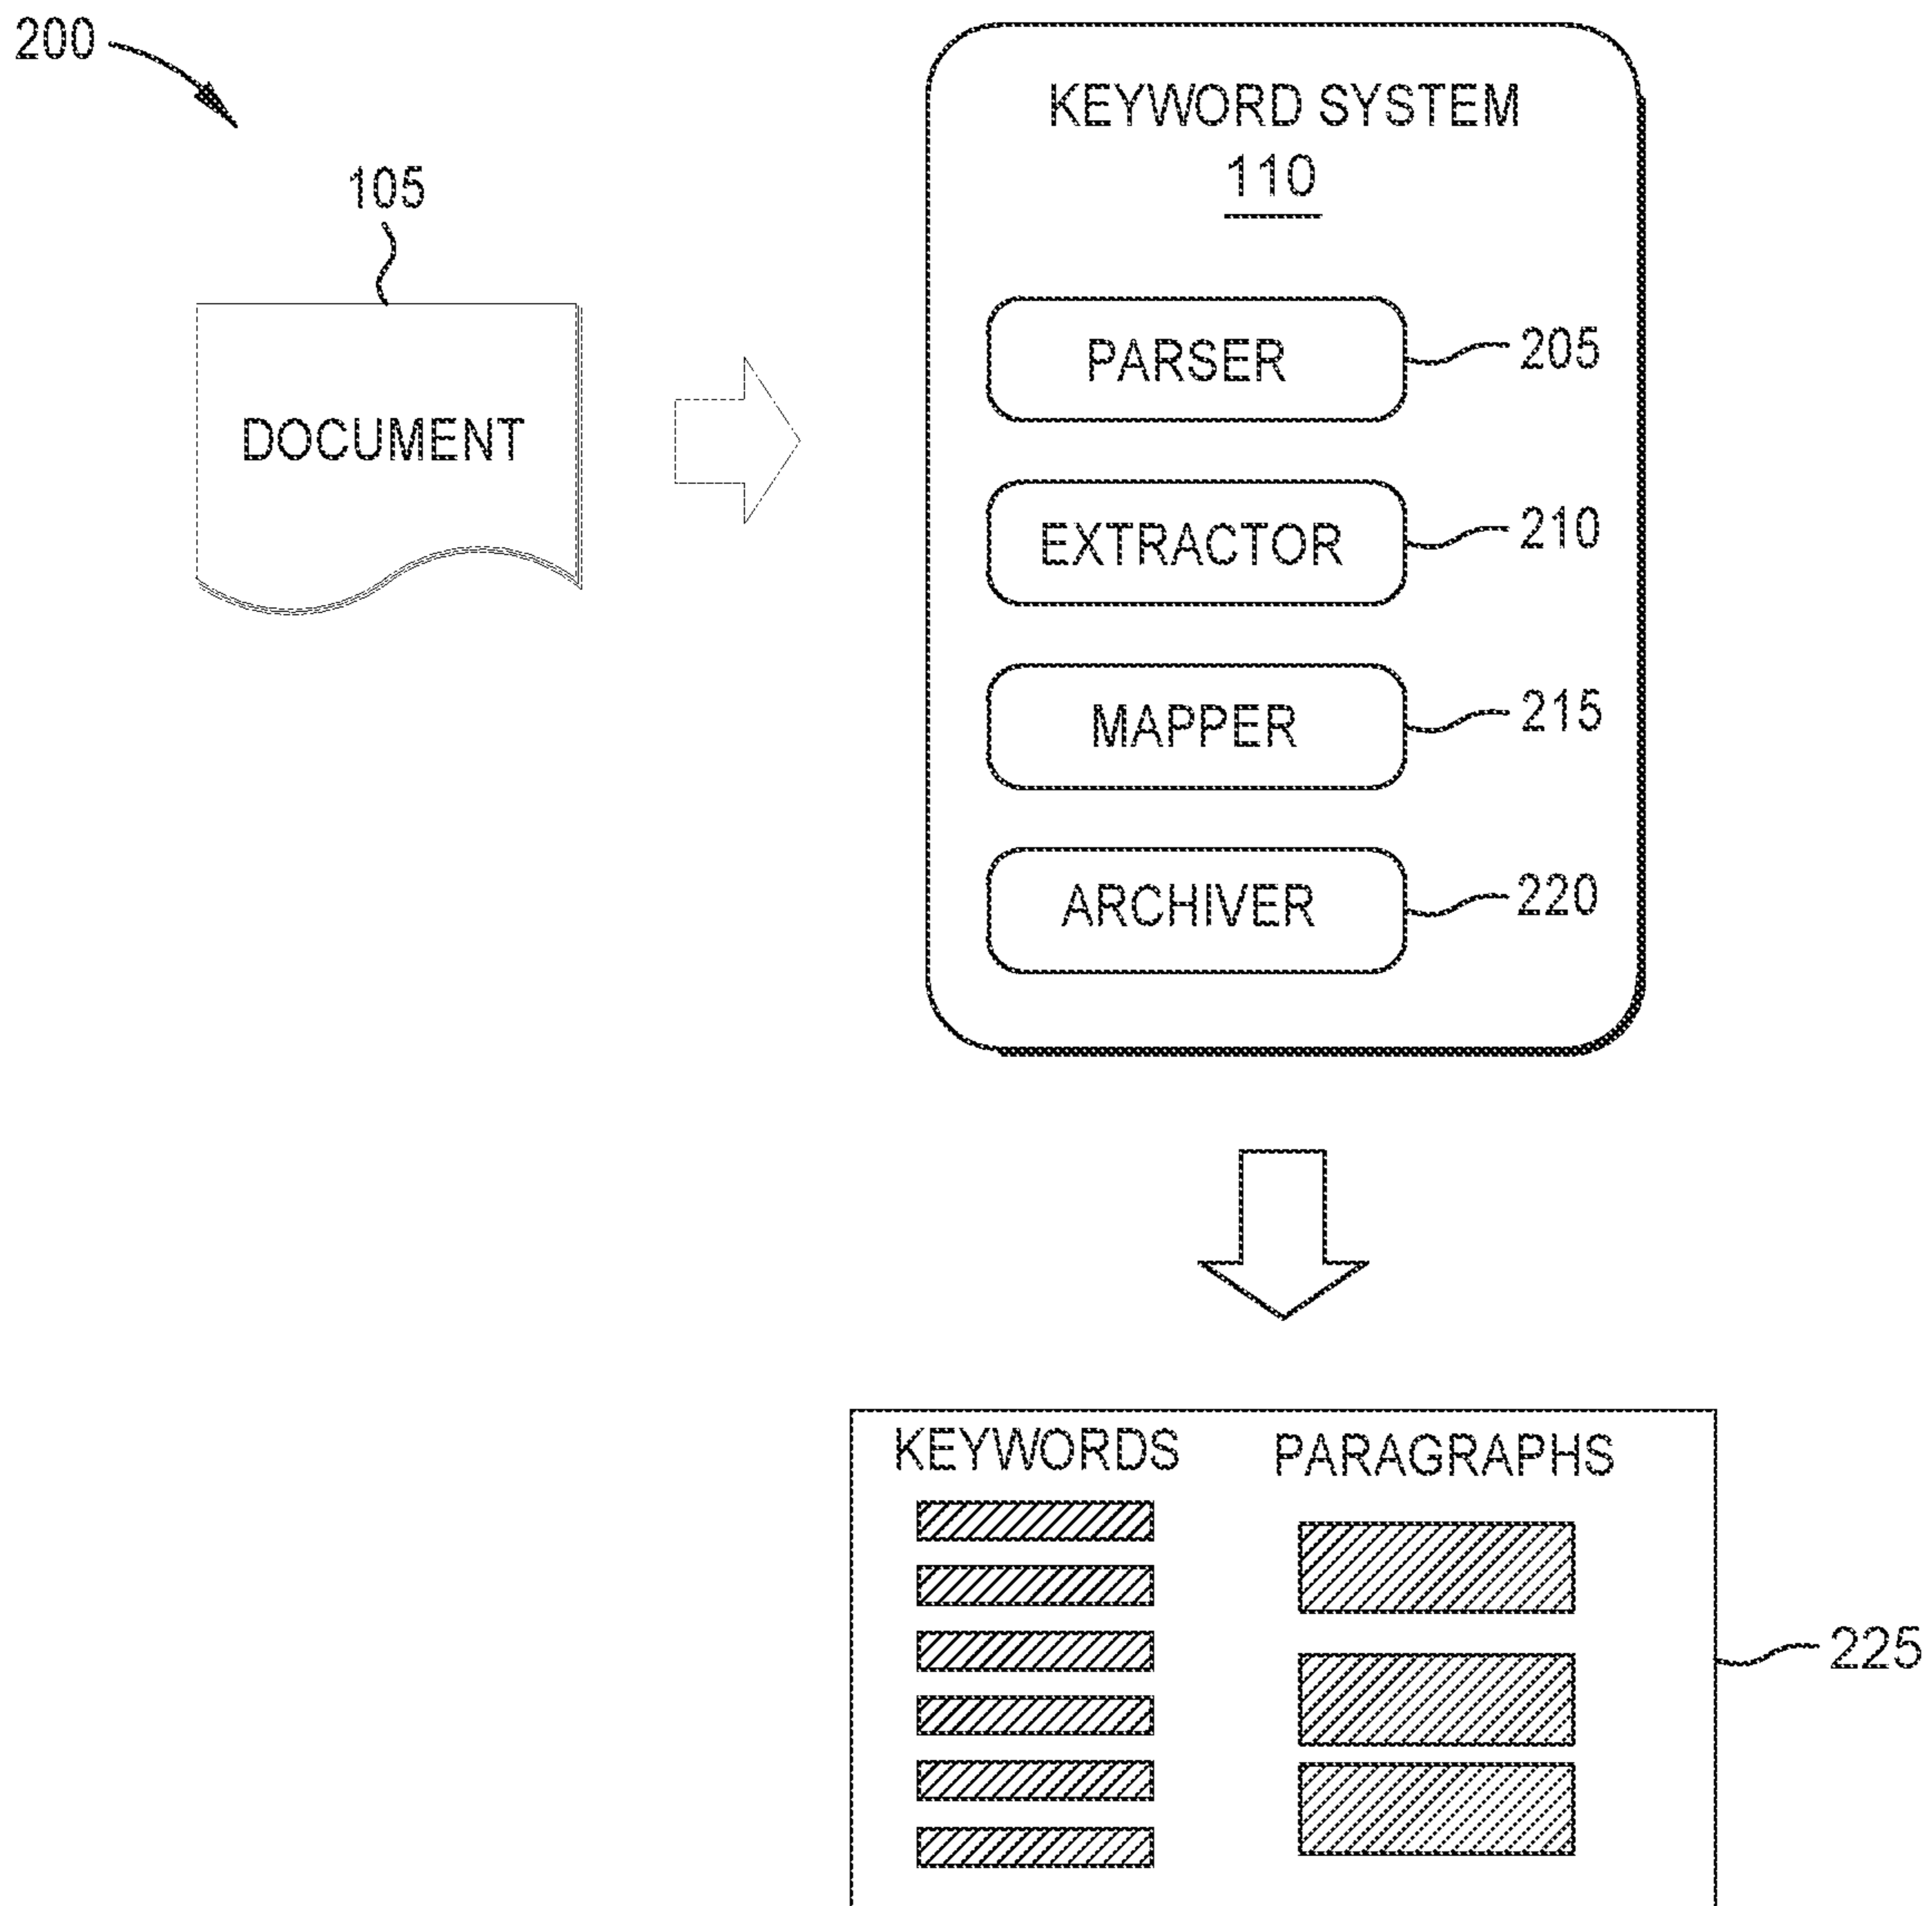 200
KEYWORD SYSTEM
110
105
DOCUMENT
PARSER
205
EXTRACTOR
210
MAPPER
215
ARCHIVER
220
KEYWORDS
PARAGRAPHS
225